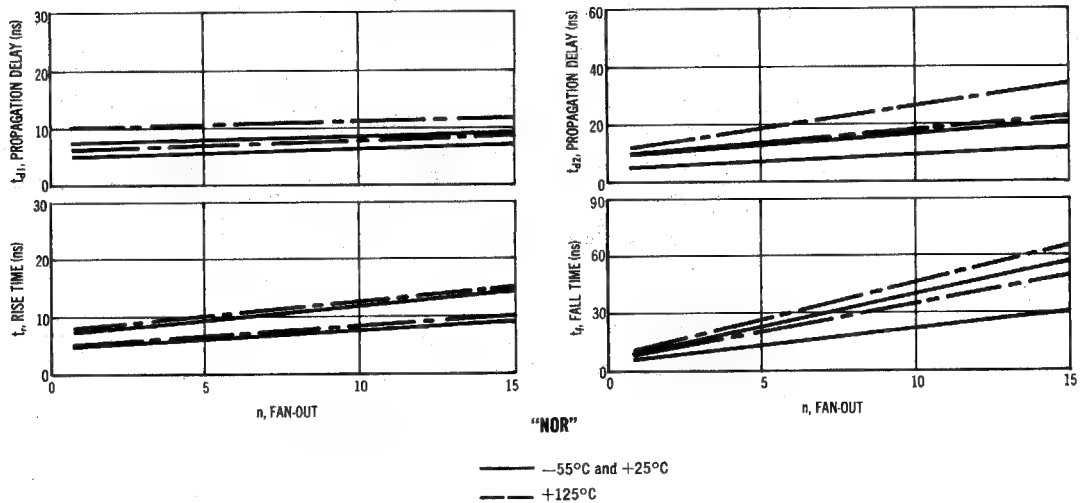 30
20
10
0
t_d1, PROPAGATION DELAY (ns)
60
40
20
0
t_d2, PROPAGATION DELAY (ns)
30
20
10
0
t_r, RISE TIME (ns)
0 5 10 15
n, FAN-OUT
90
60
30
0
t_f, FALL TIME (ns)
0 5 10 15
n, FAN-OUT
"NOR"
—55°C and +25°C
+125°C